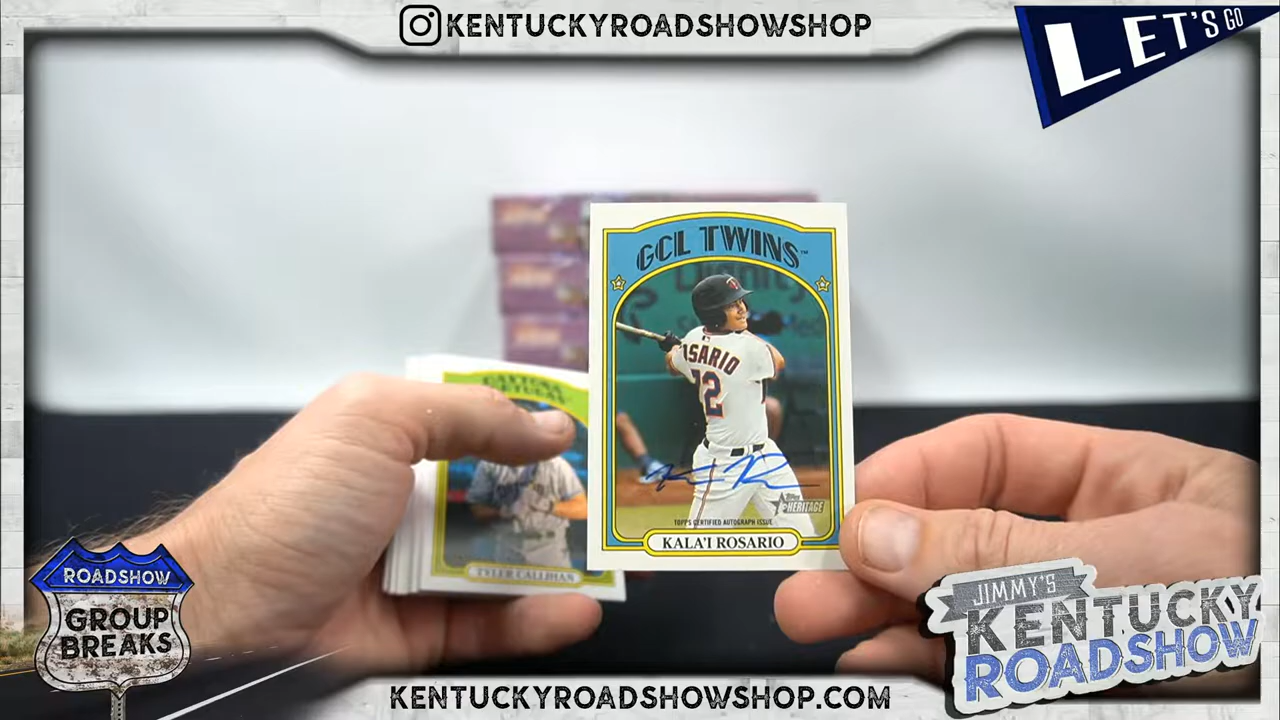 KENTUCKYROADSHOWSHOP
LET'S GO
GCL TWINS™
OSARIO
12
TOPPS CERTIFIED AUTOGRAPH ISSUE
Topps
HERITAGE
KALA'I ROSARIO
TYLER CALLIHAN
ROADSHOW
GROUP
BREAKS
JIMMY'S
KENTUCKY
ROADSHOW
KENTUCKYROADSHOWSHOP.COM